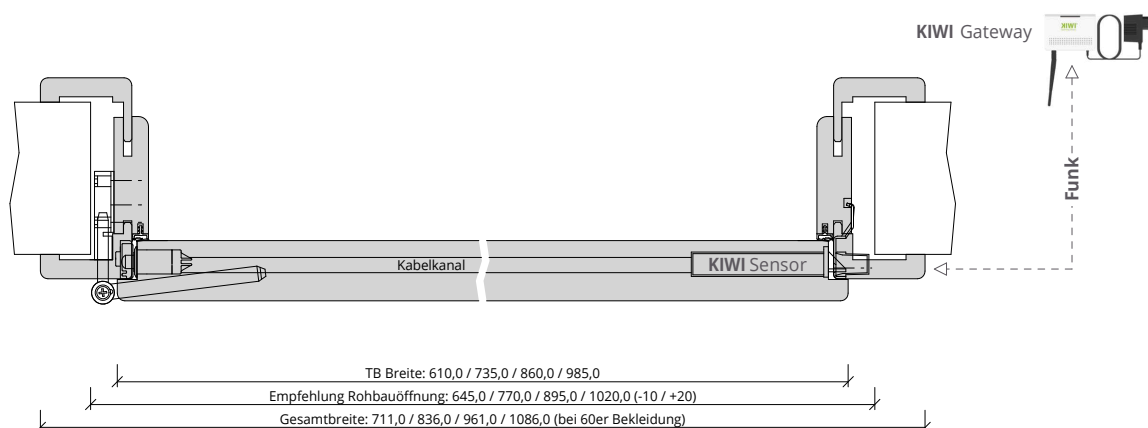 KIWI Gateway
KIWI
Funk
Kabelkanal
KIWI Sensor
TB Breite: 610,0 / 735,0 / 860,0 / 985,0
Empfehlung Rohbauöffnung: 645,0 / 770,0 / 895,0 / 1020,0 (-10 / +20)
Gesamtbreite: 711,0 / 836,0 / 961,0 / 1086,0 (bei 60er Bekleidung)